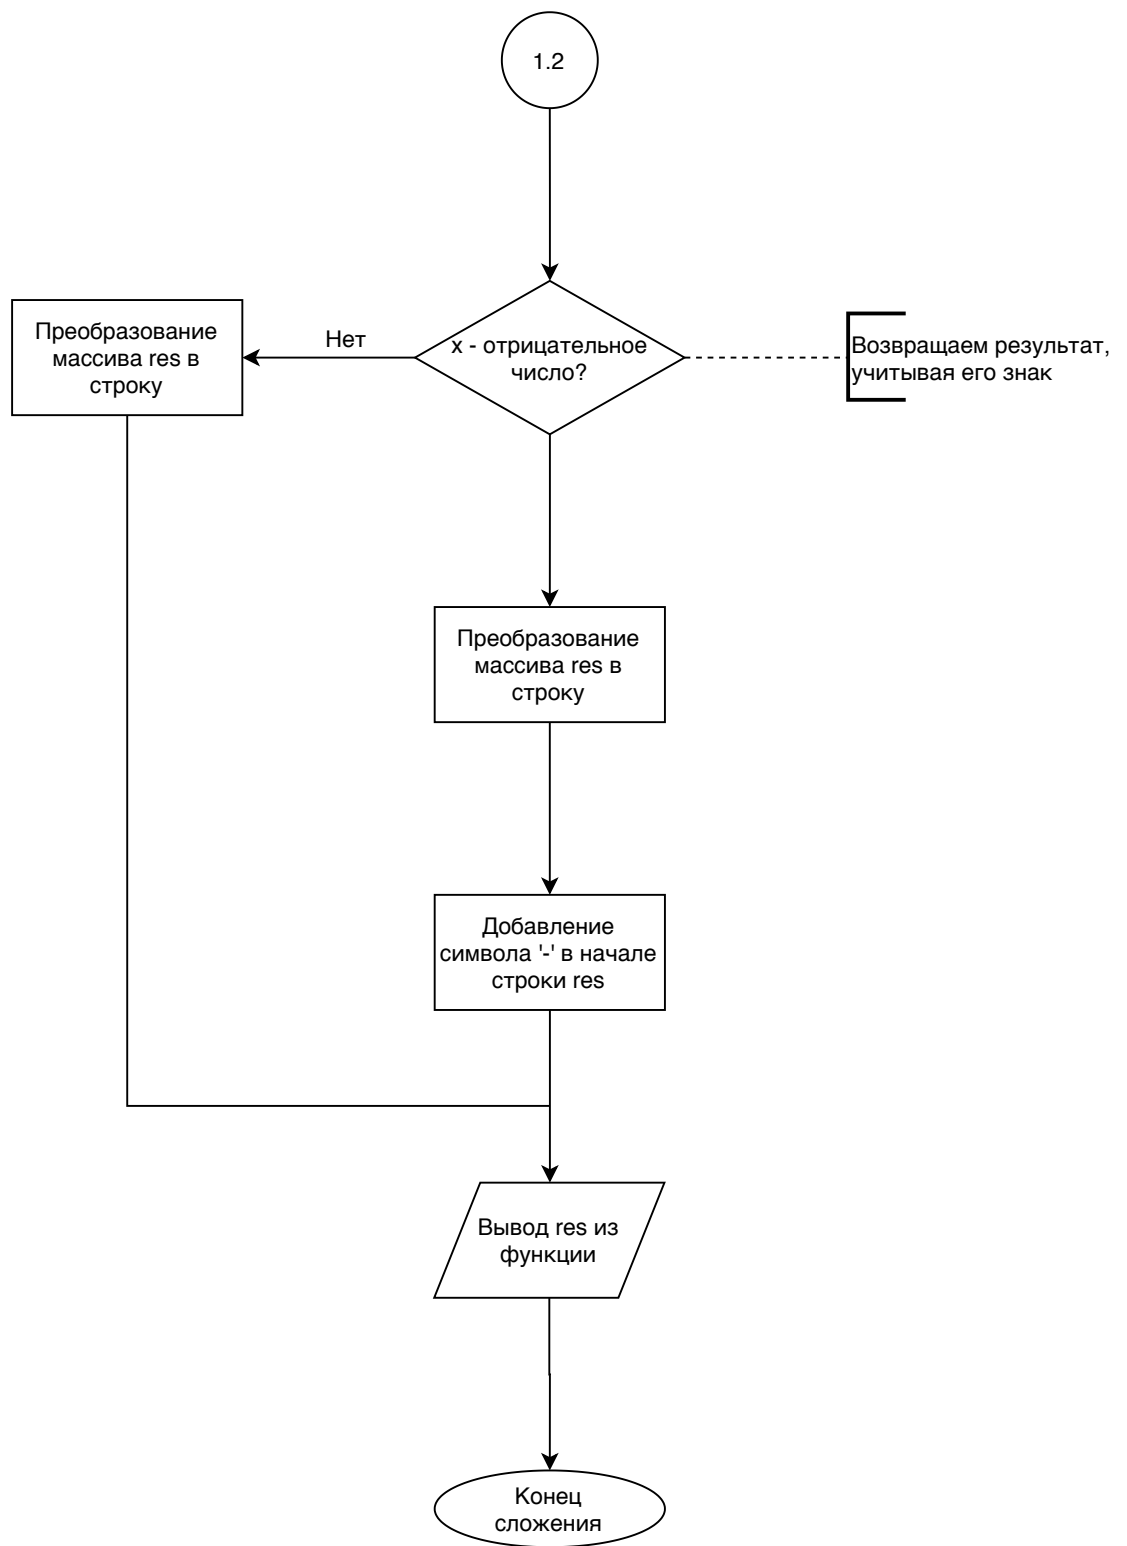 1.2
Преобразование
массива res в
строку
Нет
x - отрицательное
число?
Возвращаем результат,
учитывая его знак
Преобразование
массива res в
строку
Добавление
символа '-' в начале
строки res
Вывод res из
функции
Конец
сложения